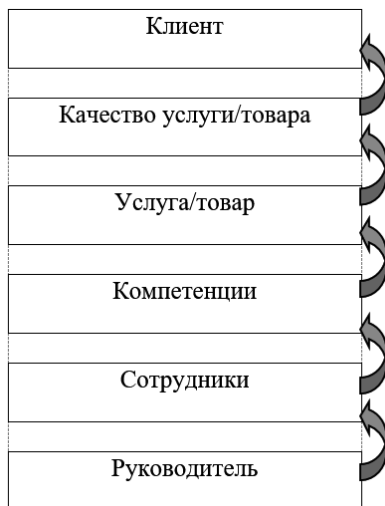 Клиент
Качество услуги/товара
Услуга/товар
Компетенции
Сотрудники
Руководитель